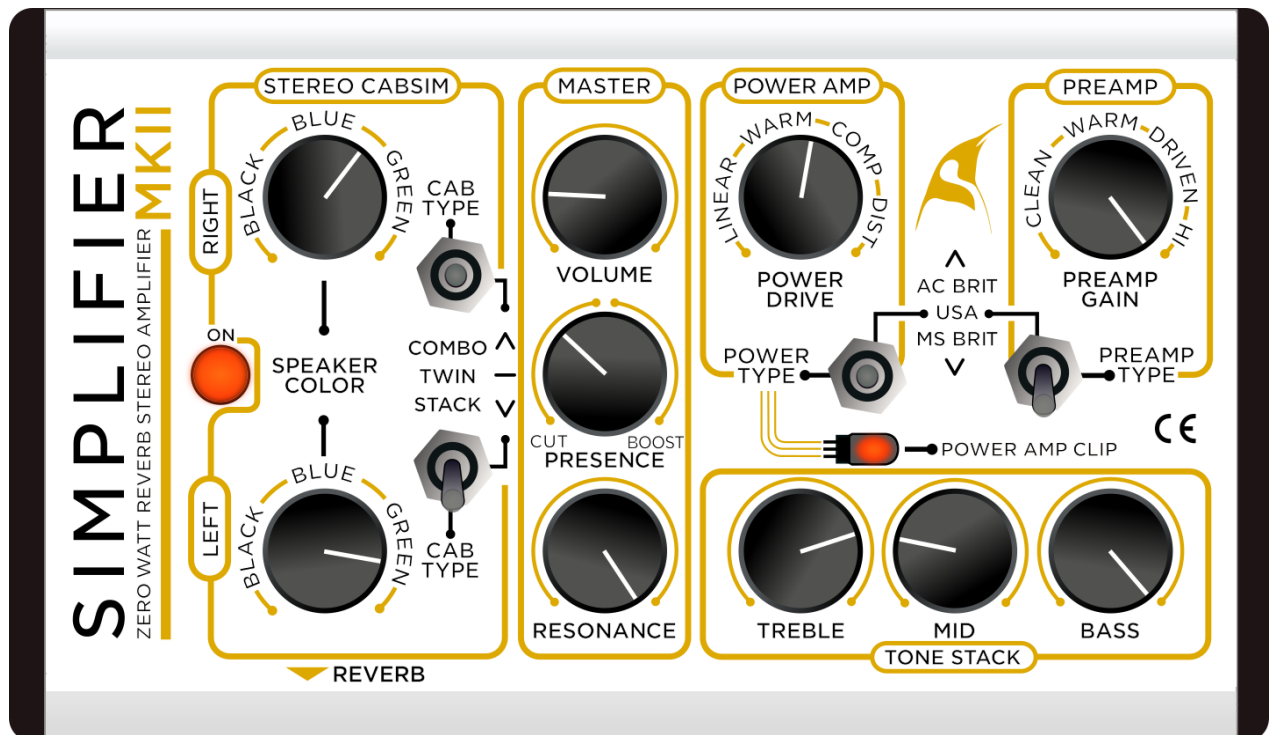 SIMPLIFIER
MKII
ZERO WATT REVERB STEREO AMPLIFIER
STEREO CABSIM
RIGHT
BLACK BLUE GREEN
CAB
TYPE
ON
SPEAKER
COLOR
COMBO
TWIN
STACK
LEFT
BLACK BLUE GREEN
CAB
TYPE
REVERB
MASTER
VOLUME
CUT BOOST
PRESENCE
RESONANCE
POWER AMP
LINEAR WARM COMP DIST
POWER
DRIVE
POWER
TYPE
AC BRIT
USA
MS BRIT
PREAMP
CLEAN WARM DRIVEN HI
PREAMP
GAIN
PREAMP
TYPE
CE
POWER AMP CLIP
TREBLE MID BASS
TONE STACK